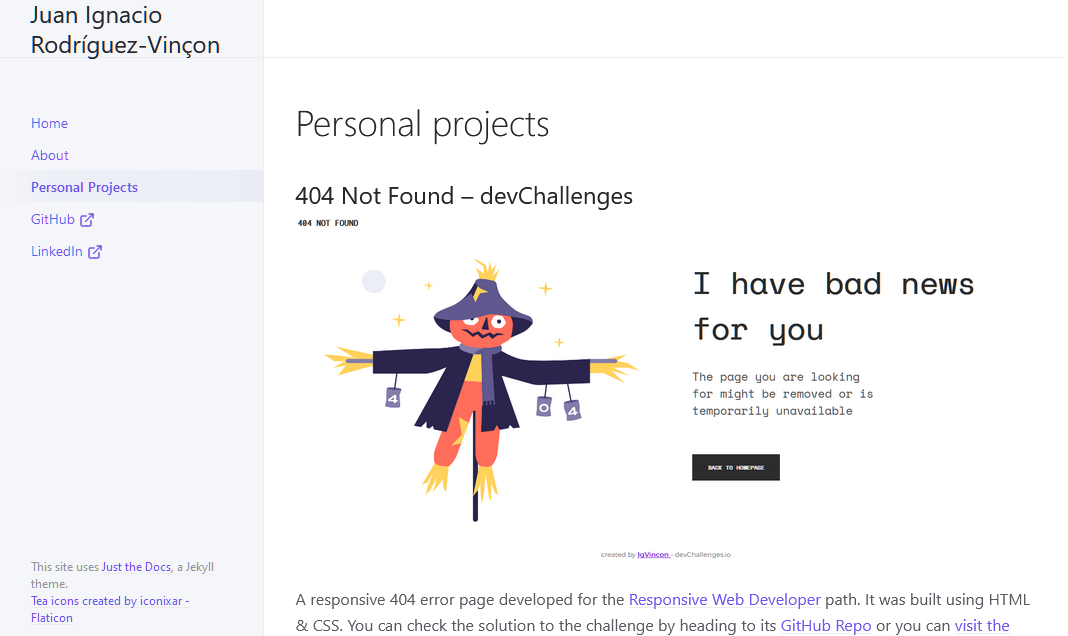 Juan Ignacio
Rodríguez-Vinçon
Home
About
Personal Projects
GitHub
LinkedIn
This site uses Just the Docs, a Jekyll
theme.
Tea icons created by iconixar -
Flaticon
Personal projects
404 Not Found – devChallenges
404 NOT FOUND
4
0
4
I have bad news
for you
The page you are looking
for might be removed or is
temporarily unavailable
BACK TO HOMEPAGE
created by IgVincon - devChallenges.io
A responsive 404 error page developed for the Responsive Web Developer path. It was built using HTML
& CSS. You can check the solution to the challenge by heading to its GitHub Repo or you can visit the